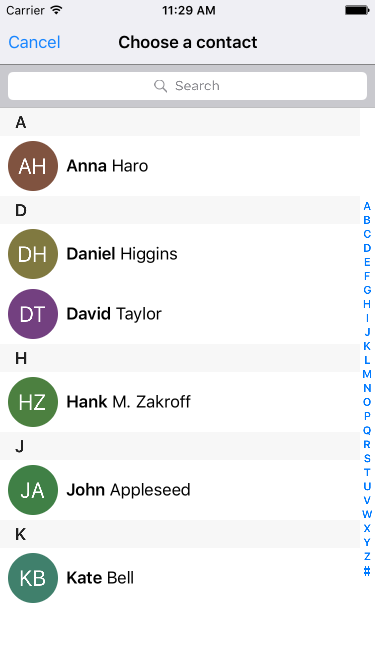 Carrier 11:29 AM
Cancel Choose a contact
Search
A
AH Anna Haro
D
DH Daniel Higgins
DT David Taylor
H
HZ Hank M. Zakroff
J
JA John Appleseed
K
KB Kate Bell
A
B
C
D
E
F
G
H
I
J
K
L
M
N
O
P
Q
R
S
T
U
V
W
X
Y
Z
#